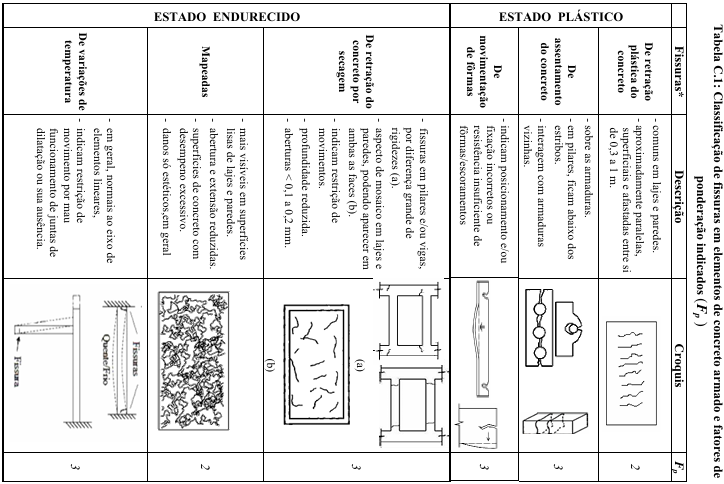 Tabela C.1: Classificação de fissuras em elementos de concreto armado e fatores de
ponderação indicados (Fp)
Fissuras*
Descrição
Croquis
Fp
ESTADO PLÁSTICO
De retração
plástica do
concreto
- comuns em lajes e paredes.
- aproximadamente paralelas,
superficiais e afastadas entre si
de 0,3 a 1 m.
2
De
assentamento
do concreto
- sobre as armaduras.
- em pilares, ficam abaixo dos
estribos.
- interagem com armaduras
vizinhas.
3
De
movimentação
de fôrmas
- indicam posicionamento e/ou
fixação incorretos ou
resistência insuficiente de
fôrmas/escoramentos
3
ESTADO ENDURECIDO
De retração do
concreto por
secagem
- fissuras em pilares e/ou vigas,
por diferença grande de
rigidezes (a).
- aspecto de mosaico em lajes e
paredes, podendo aparecer em
ambas as faces (b).
- indicam restrição de
movimentos.
- profundidade reduzida.
- aberturas < 0,1 a 0,2 mm.
(a)
(b)
3
Mapeadas
- mais visíveis em superfícies
lisas de lajes e paredes.
- abertura e extensão reduzidas.
- superfícies de concreto com
desempeno excessivo.
- danos só estéticos,em geral
2
De variações de
temperatura
- em geral, normais ao eixo de
elementos lineares,
- indicam restrição de
movimento por mau
funcionamento de juntas de
dilatação ou sua ausência.
Fissuras
Quente/Frio
Fissura
3